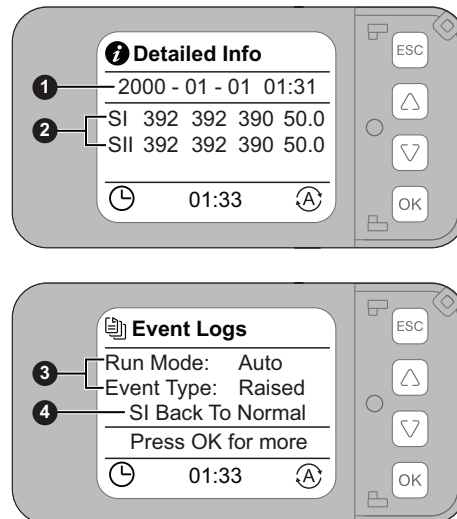 Detailed Info
1
2000 - 01 - 01 01:31
2
SI 392 392 390 50.0
SII 392 392 390 50.0
01:33
A
ESC
OK
Event Logs
3
Run Mode: Auto
Event Type: Raised
4
SI Back To Normal
Press OK for more
01:33
A
ESC
OK